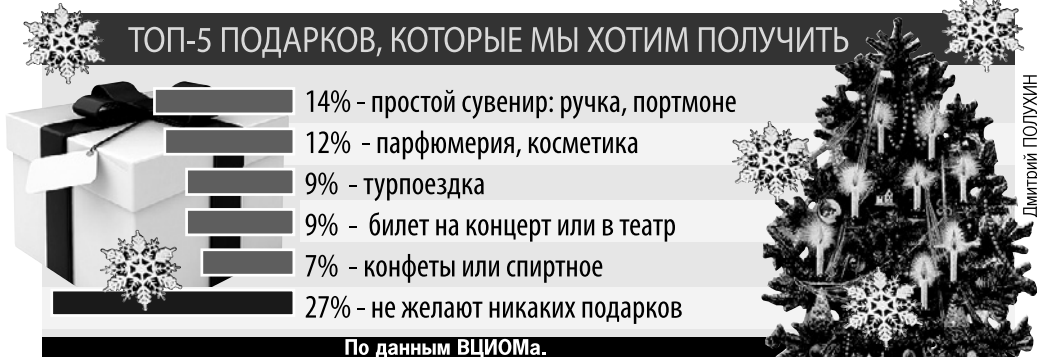 ТОП-5 ПОДАРКОВ, КОТОРЫЕ МЫ ХОТИМ ПОЛУЧИТЬ
14% - простой сувенир: ручка, портмоне
12% - парфюмерия, косметика
9% - турпоездка
9% - билет на концерт или в театр
7% - конфеты или спиртное
27% - не желают никаких подарков
По данным ВЦИОМа.
Дмитрий ПОЛУХИН